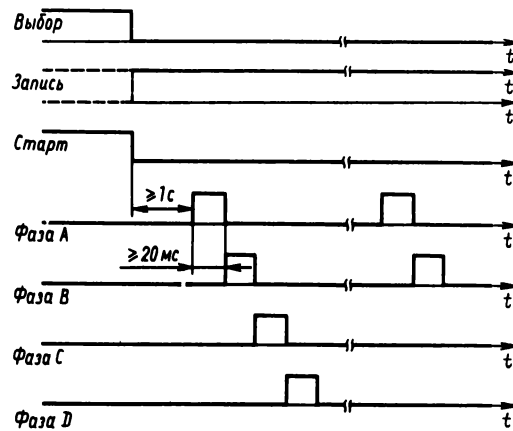 Выбор
t
t
Запись
t
Старт
t
≥1с
Фаза A
t
≥20 мс
Фаза B
t
Фаза C
t
Фаза D
t